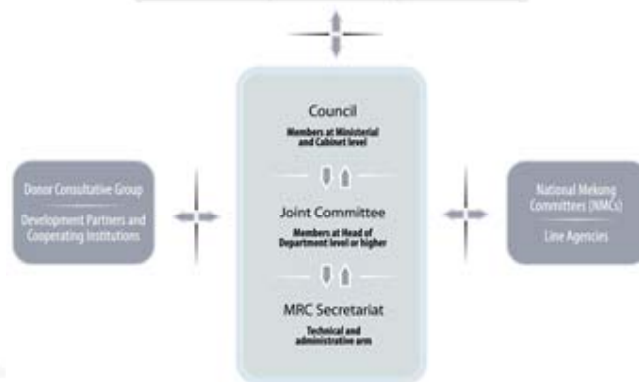 Council
Members at Ministerial
and Cabinet level
Donor Consultative Group
Development Partners and
Cooperating Institutions
Joint Committee
Members at Head of
Department level or higher
National Mekong
Committees (NMCs)
Line Agencies
MRC Secretariat
Technical and
administrative arm